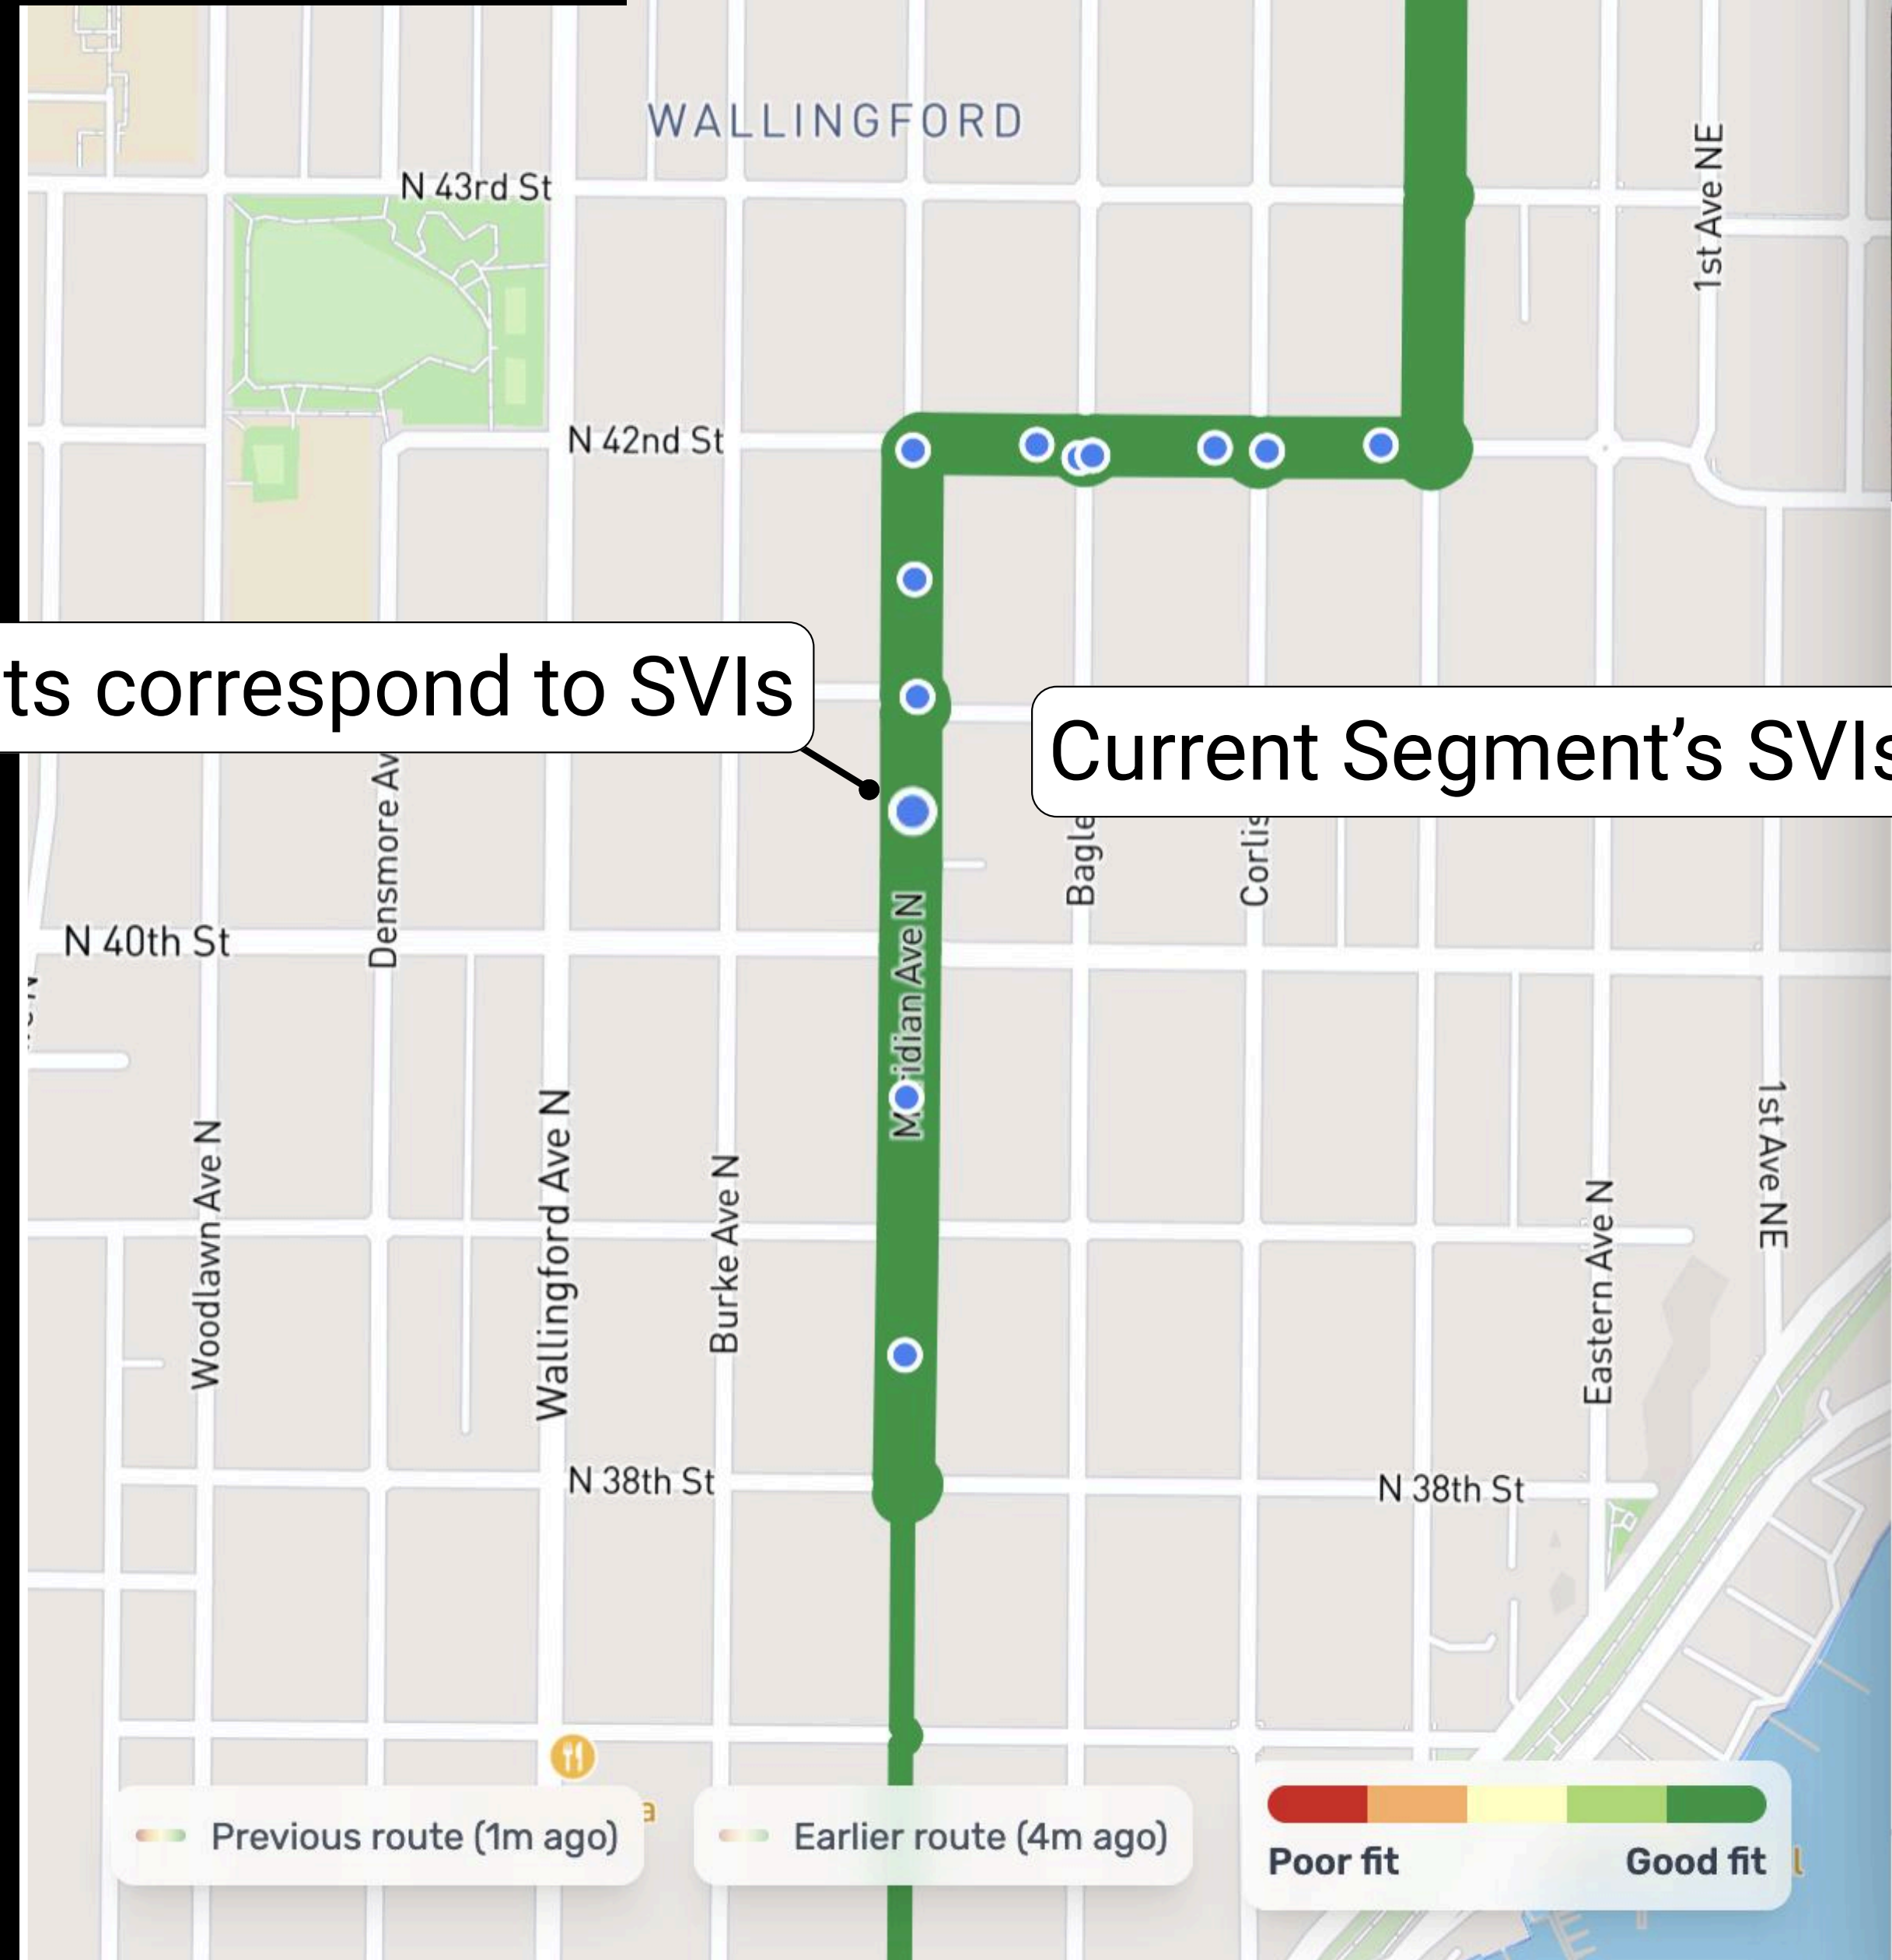 WALLINGFORD
N 43rd St
1st Ave NE
N 42nd St
ts correspond to SVIs
Current Segment’s SVIs
Densmore Av
Bagle
Corlis
N 40th St
Meridian Ave N
Woodlawn Ave N
Wallingford Ave N
Burke Ave N
1st Ave NE
Eastern Ave N
N 38th St
N 38th St
Previous route (1m ago)
Earlier route (4m ago)
Poor fit
Good fit